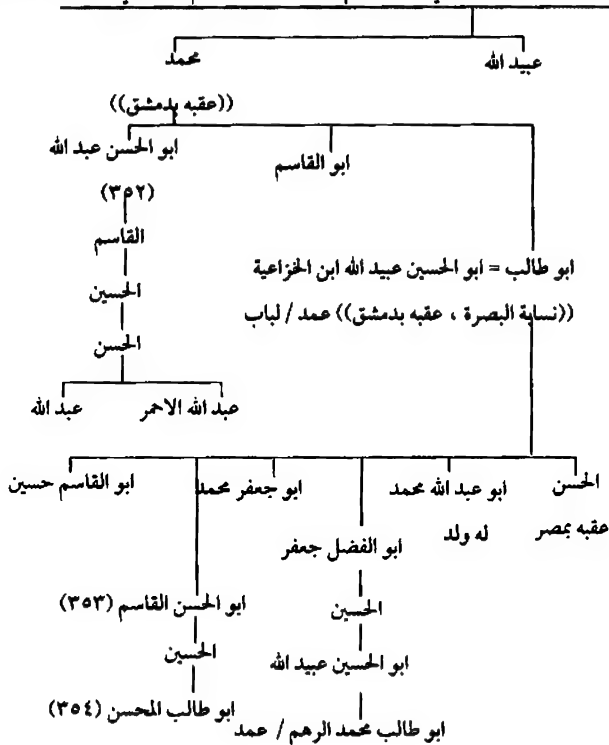 عبيد الله
محمد
((عقبه بدمشق))
ابو القاسم
ابو الحسن عبد الله
(٣٥٢)
القاسم
الحسين
الحسن
عبد الله الاحمر
عبد الله
ابو طالب = ابو الحسين عبيد الله ابن الخزاعية
((نسابة البصرة ، عقبه بدمشق)) عمد / لباب
الحسن
عقبه بمصر
ابو عبد الله محمد
له ولد
ابو جعفر محمد
ابو القاسم حسين
ابو الفضل جعفر
الحسين
ابو الحسين عبيد الله
ابو طالب محمد الرهم / عمد
ابو الحسن القاسم (٣٥٣)
الحسين
ابو طالب المحسن (٣٥٤)